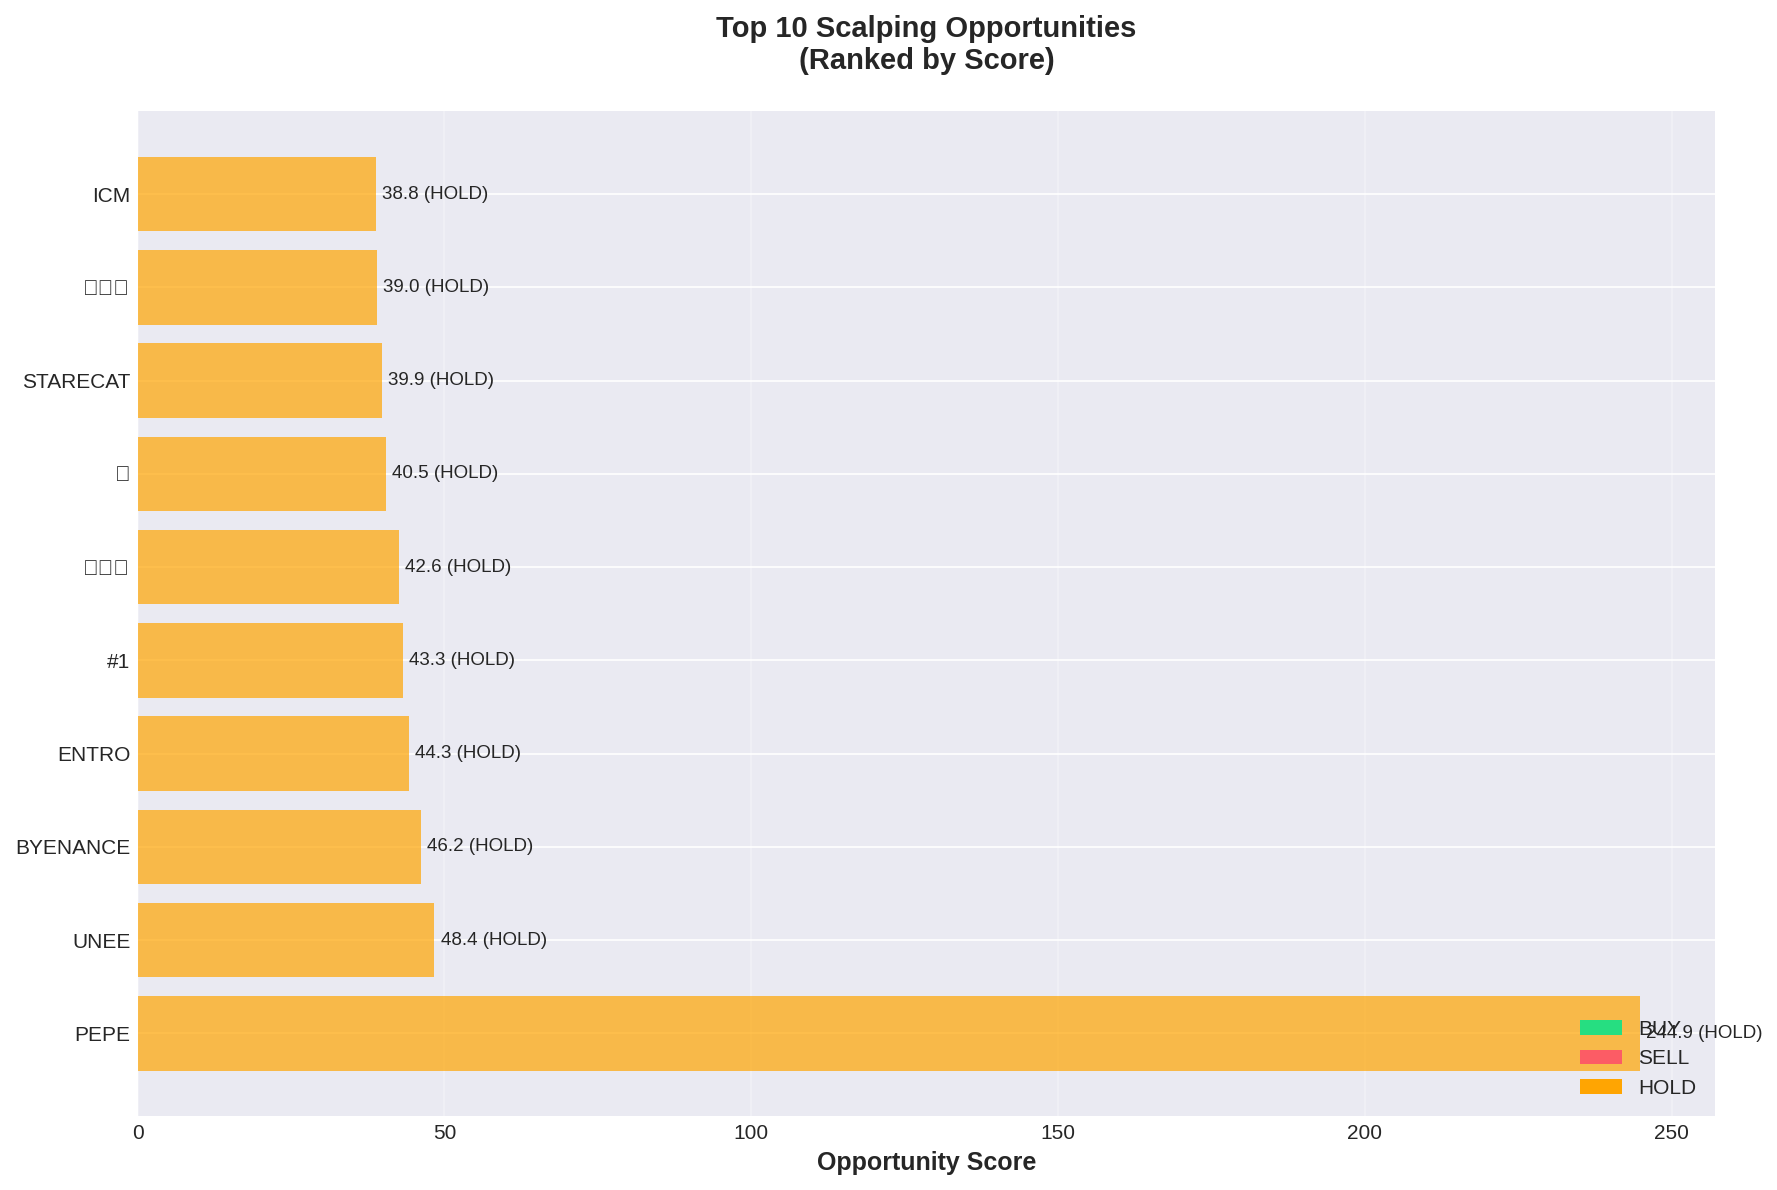 Top 10 Scalping Opportunities
(Ranked by Score)
ICM
38.8 (HOLD)
39.0 (HOLD)
STARECAT
39.9 (HOLD)
40.5 (HOLD)
42.6 (HOLD)
#1
43.3 (HOLD)
ENTRO
44.3 (HOLD)
BYENANCE
46.2 (HOLD)
UNEE
48.4 (HOLD)
PEPE
244.9 (HOLD)
BUY
SELL
HOLD
0 50 100 150 200 250
Opportunity Score